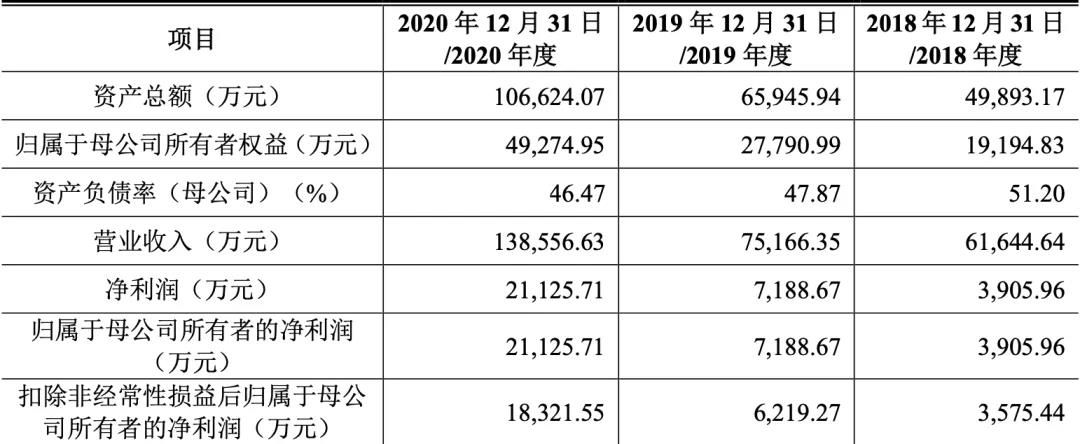 项目 2020 年 12 月 31 日/2020 年度 2019 年 12 月 31 日/2019 年度 2018 年 12 月 31 日/2018 年度
资产总额（万元） 106,624.07 65,945.94 49,893.17
归属于母公司所有者权益（万元） 49,274.95 27,790.99 19,194.83
资产负债率（母公司）（%） 46.47 47.87 51.20
营业收入（万元） 138,556.63 75,166.35 61,644.64
净利润（万元） 21,125.71 7,188.67 3,905.96
归属于母公司所有者的净利润（万元） 21,125.71 7,188.67 3,905.96
扣除非经常性损益后归属于母公司所有者的净利润（万元） 18,321.55 6,219.27 3,575.44